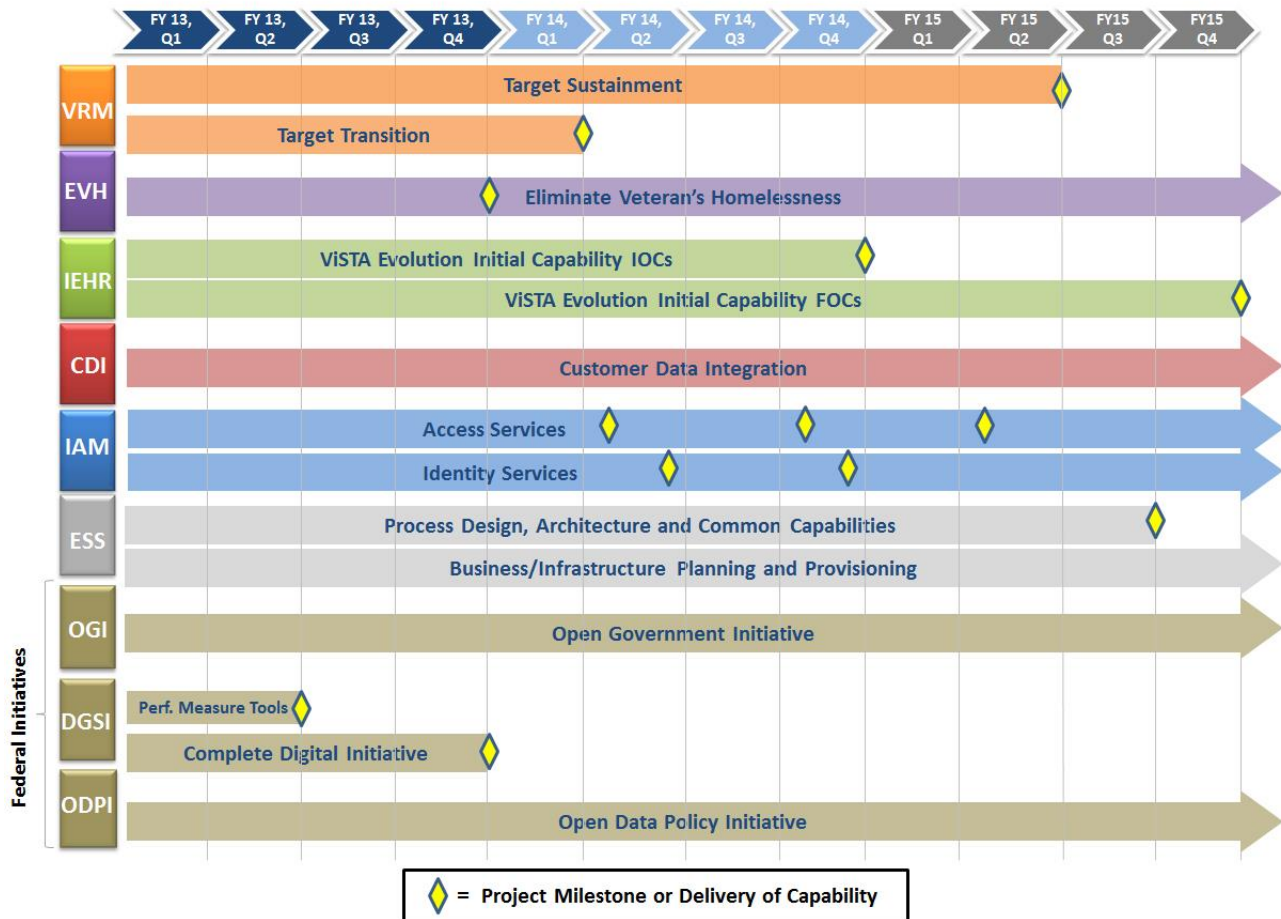 FY 13, Q1
FY 13, Q2
FY 13, Q3
FY 13, Q4
FY 14, Q1
FY 14, Q2
FY 14, Q3
FY 14, Q4
FY 15 Q1
FY 15 Q2
FY15 Q3
FY15 Q4
VRM
Target Sustainment
Target Transition
EVH
Eliminate Veteran's Homelessness
IEHR
ViSTA Evolution Initial Capability IOCs
ViSTA Evolution Initial Capability FOCs
CDI
Customer Data Integration
IAM
Access Services
Identity Services
ESS
Process Design, Architecture and Common Capabilities
Business/Infrastructure Planning and Provisioning
Federal Initiatives
OGI
Open Government Initiative
DGSI
Perf. Measure Tools
Complete Digital Initiative
ODPI
Open Data Policy Initiative
= Project Milestone or Delivery of Capability